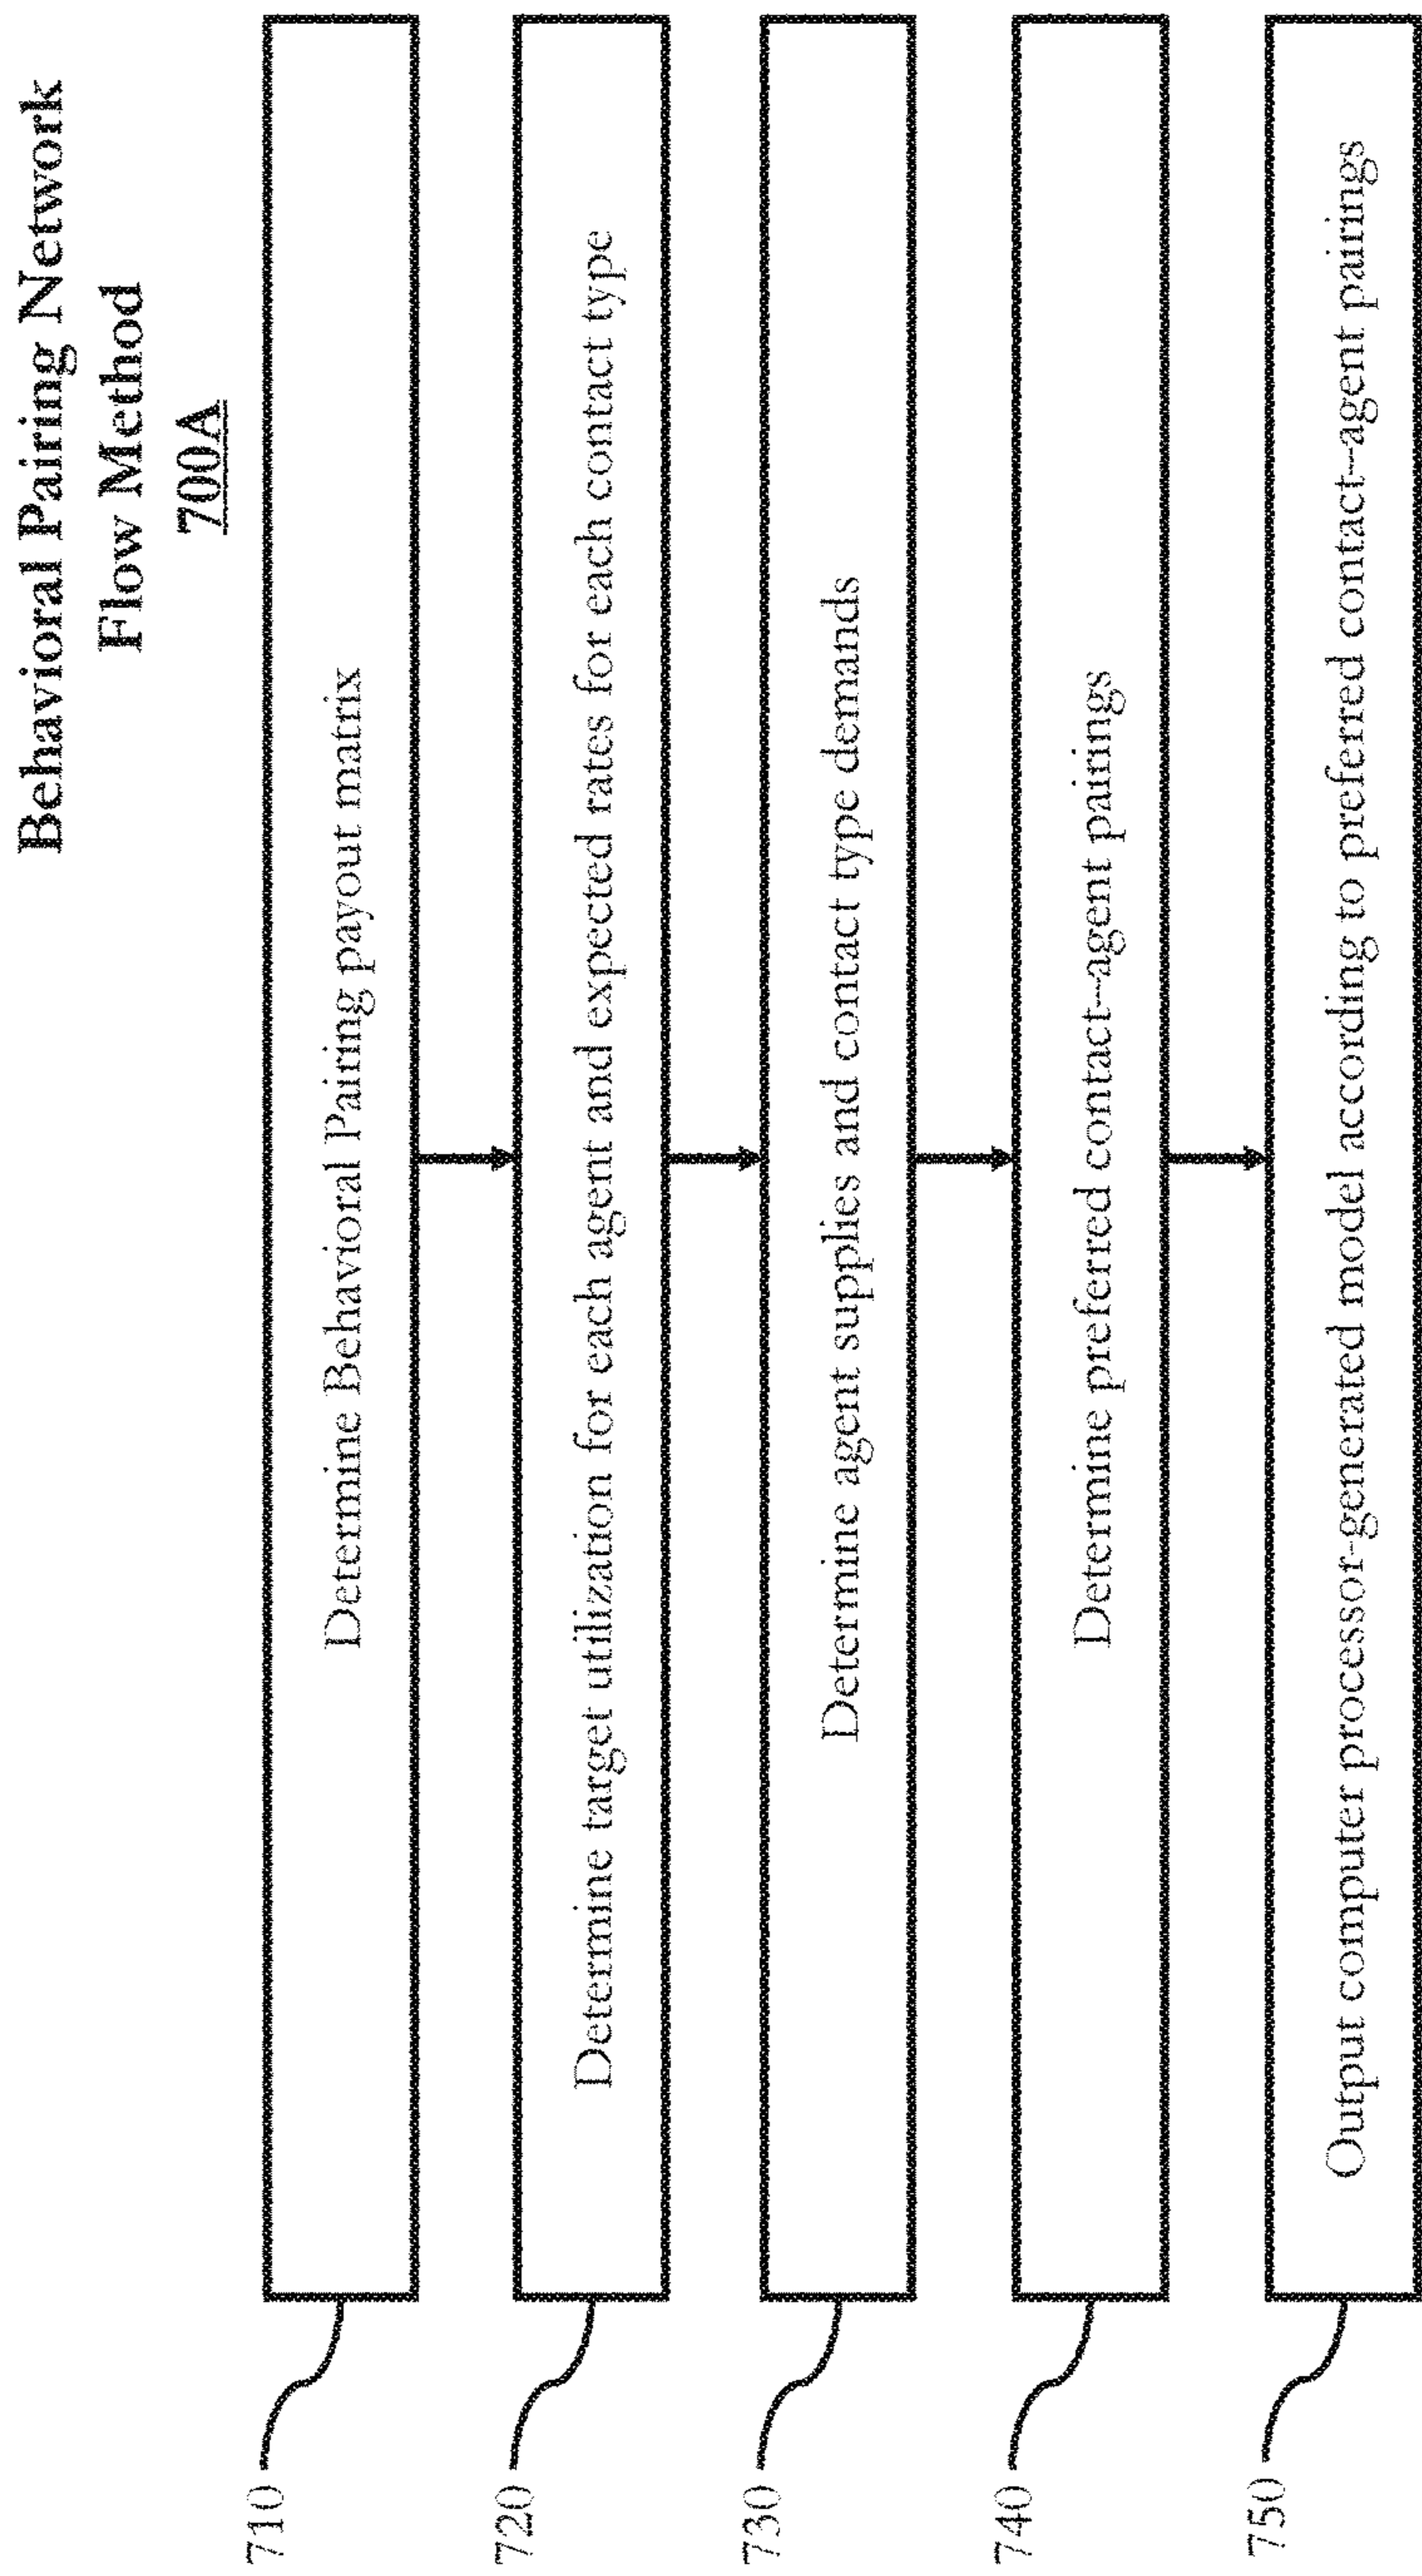 Behavioral Pairing Network
Flow Method
700A
710
Determine Behavioral Pairing payout matrix
720
Determine target utilization for each agent and expected rates for each contact type
730
Determine agent supplies and contact type demands
740
Determine preferred contact--agent pairings
750
Output computer processor-generated model according to preferred contact--agent pairings